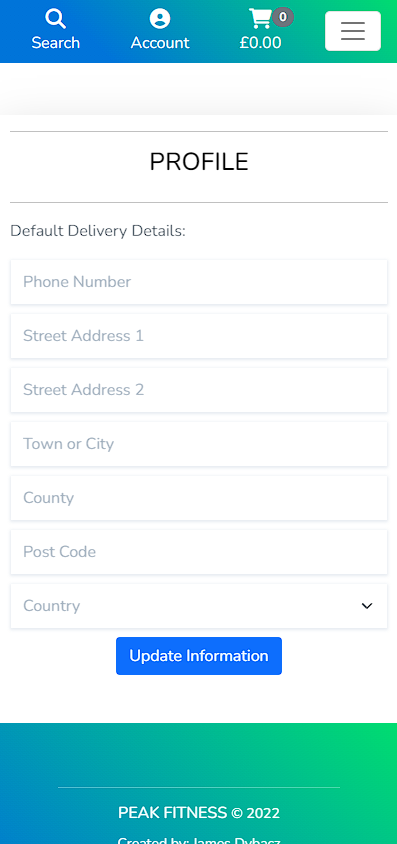 0
Search Account £0.00
PROFILE
Default Delivery Details:
Phone Number
Street Address 1
Street Address 2
Town or City
County
Post Code
Country
Update Information
PEAK FITNESS © 2022
Created by: James Dybacz